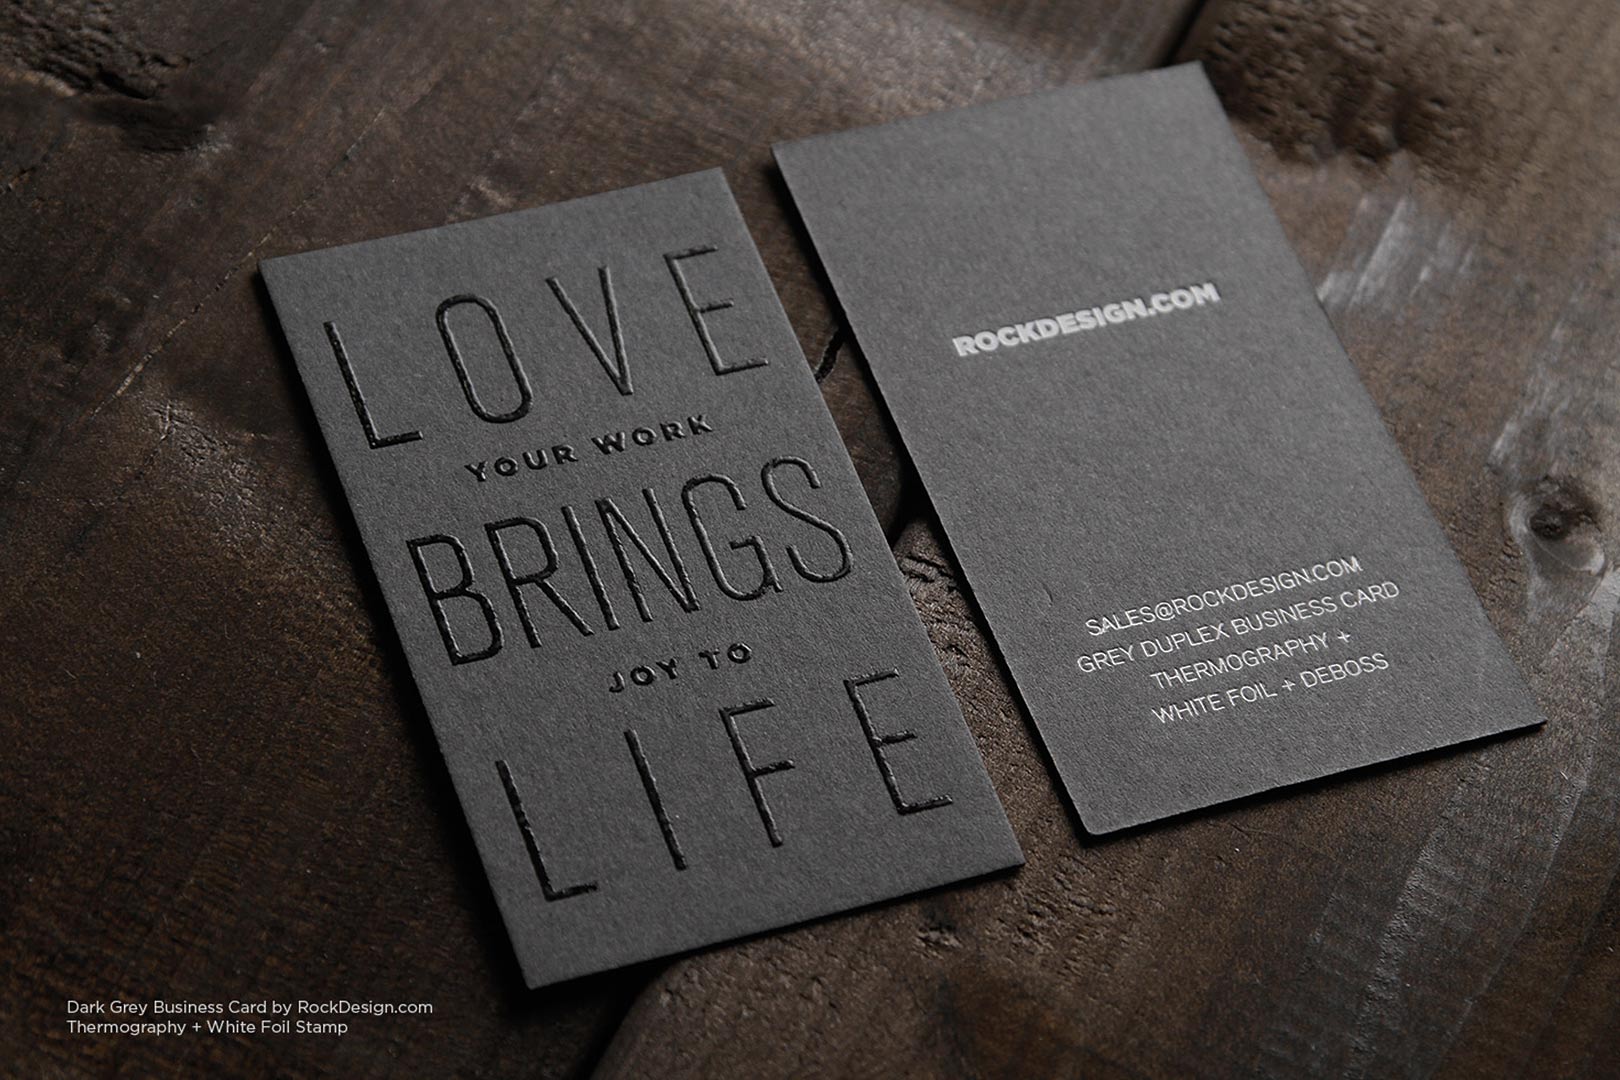 LOVE
YOUR WORK
BRINGS
JOY TO
LIFE
ROCKDESIGN.COM
SALES@ROCKDESIGN.COM
GREY DUPLEX BUSINESS CARD
THERMOGRAPHY +
WHITE FOIL + DEBOSS
Dark Grey Business Card by RockDesign.com
Thermography + White Foil Stamp